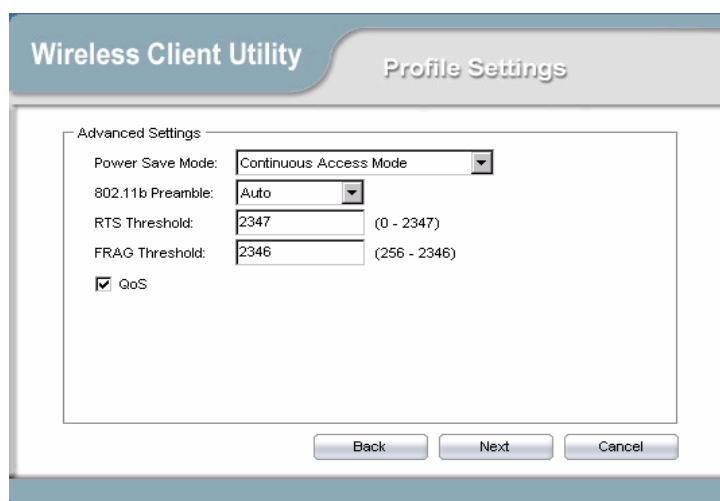 Wireless Client Utility
Profile Settings
Advanced Settings
Power Save Mode: Continuous Access Mode
802.11b Preamble: Auto
RTS Threshold: 2347 (0 - 2347)
FRAG Threshold: 2346 (256 - 2346)
QoS
Back Next Cancel